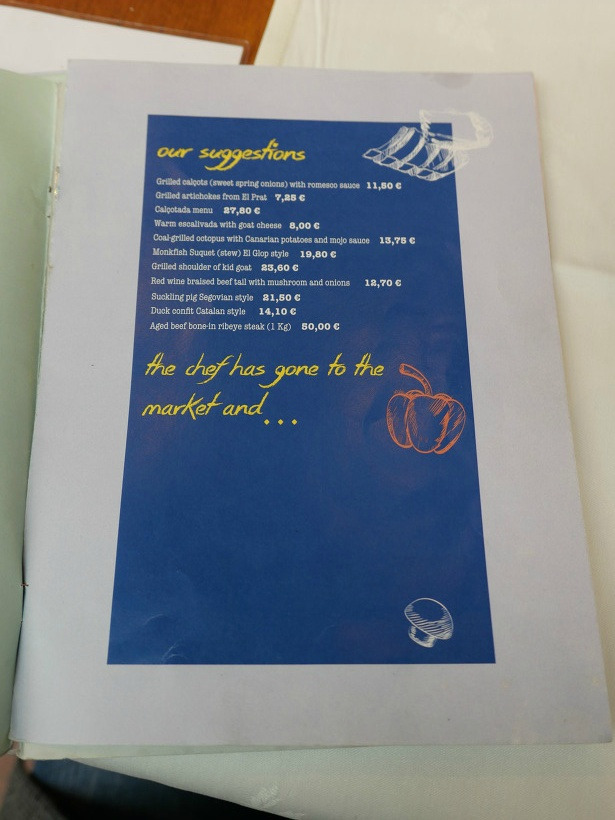 our suggestions
Grilled calçots (sweet spring onions) with romesco sauce 11,50 €
Grilled artichokes from El Prat 7,25 €
Calçotada menu 27,80 €
Warm escalivada with goat cheese 8,00 €
Coal-grilled octopus with Canarian potatoes and mojo sauce 13,75 €
Monkfish Suquet (stew) El Glop style 19,80 €
Grilled shoulder of kid goat 23,60 €
Red wine braised beef tail with mushroom and onions 12,70 €
Suckling pig Segovian style 21,50 €
Duck confit Catalan style 14,10 €
Aged beef bone-in ribeye steak (1 Kg) 50,00 €
the chef has gone to the
market and...